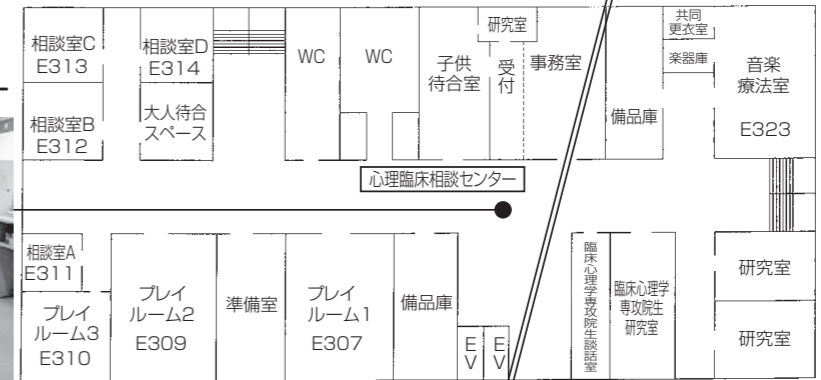 相談室C
E313
相談室D
E314
WC
WC
子供
待合室
研究室
受付
事務室
共同
更衣室
楽器庫
音楽
療法室
E323
備品庫
相談室B
E312
大人待合
スペース
心理臨床相談センター
相談室A
E311
プレイ
ルーム3
E310
プレイ
ルーム2
E309
準備室
プレイ
ルーム1
E307
備品庫
EV
EV
臨床心理学専攻院生談話室
臨床心理学
専攻院生
研究室
研究室
研究室